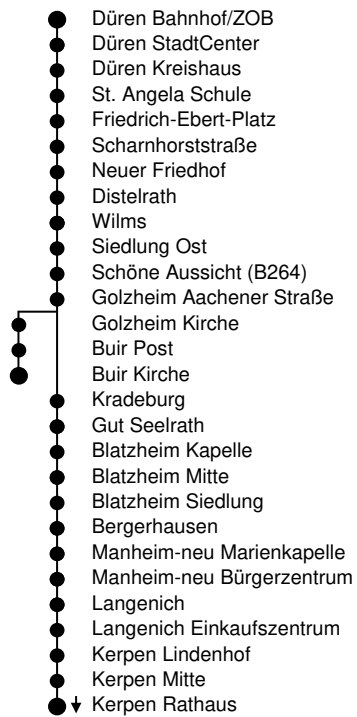 Düren Bahnhof/ZOB
Düren StadtCenter
Düren Kreishaus
St. Angela Schule
Friedrich-Ebert-Platz
Scharnhorststraße
Neuer Friedhof
Distelrath
Wilms
Siedlung Ost
Schöne Aussicht (B264)
Golzheim Aachener Straße
Golzheim Kirche
Buir Post
Buir Kirche
Kradeburg
Gut Seelrath
Blatzheim Kapelle
Blatzheim Mitte
Blatzheim Siedlung
Bergerhausen
Manheim-neu Marienkapelle
Manheim-neu Bürgerzentrum
Langenich
Langenich Einkaufszentrum
Kerpen Lindenhof
Kerpen Mitte
Kerpen Rathaus